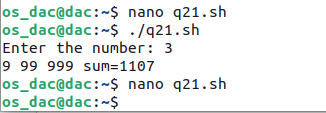 os_dac@dac:~$ nano q21.sh
os_dac@dac:~$ ./q21.sh
Enter the number: 3
9 99 999 sum=1107
os_dac@dac:~$ nano q21.sh
os_dac@dac:~$